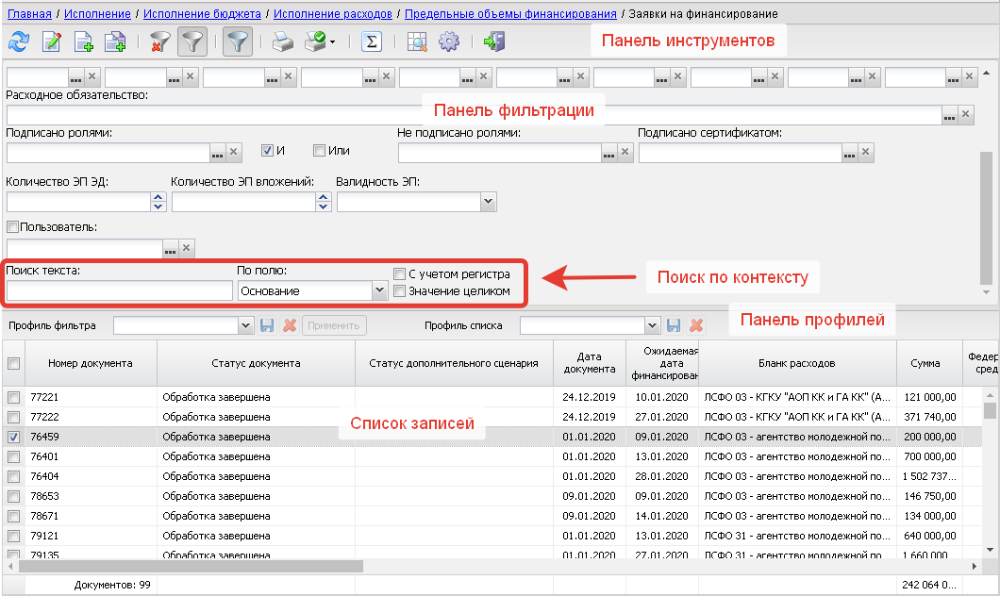 Главная / Исполнение / Исполнение бюджета / Исполнение расходов / Предельные объемы финансирования / Заявки на финансирование
Панель инструментов
Расходное обязательство:
Панель фильтрации
Подписано ролями:
И
Или
Не подписано ролями:
Подписано сертификатом:
Количество ЭП ЭД:
Количество ЭП вложений:
Валидность ЭП:
Пользователь:
Поиск текста:
По полю:
Основание
С учетом регистра
Значение целиком
Поиск по контексту
Панель профилей
Профиль фильтра
Применить
Профиль списка
Номер документа Статус документа Статус дополнительного сценария Дата документа Ожидаемая дата финансирован Бланк расходов Сумма Федер сред
77221 Обработка завершена 24.12.2019 10.01.2020 ЛСФО 03 - КГКУ "АОП КК и ГА КК" (А... 121 000,00
77222 Обработка завершена 24.12.2019 27.01.2020 ЛСФО 03 - КГКУ "АОП КК и ГА КК" (А... 371 740,00
Список записей
76459 Обработка завершена 01.01.2020 09.01.2020 ЛСФО 03 - агентство молодежной по... 200 000,00
76401 Обработка завершена 01.01.2020 13.01.2020 ЛСФО 03 - агентство молодежной по... 700 000,00
76404 Обработка завершена 01.01.2020 28.01.2020 ЛСФО 03 - агентство молодежной по... 1 502 737...
78653 Обработка завершена 09.01.2020 09.01.2020 ЛСФО 03 - агентство молодежной по... 146 750,00
78671 Обработка завершена 09.01.2020 14.01.2020 ЛСФО 03 - агентство молодежной по... 134 000,00
79121 Обработка завершена 01.01.2020 13.01.2020 ЛСФО 31 - агентство молодежной по... 640 000,00
79135 Обработка завершена 01.01.2020 27.01.2020 ЛСФО 31 - агентство молодежной по... 1 660 000
Документов: 99 242 064 0...